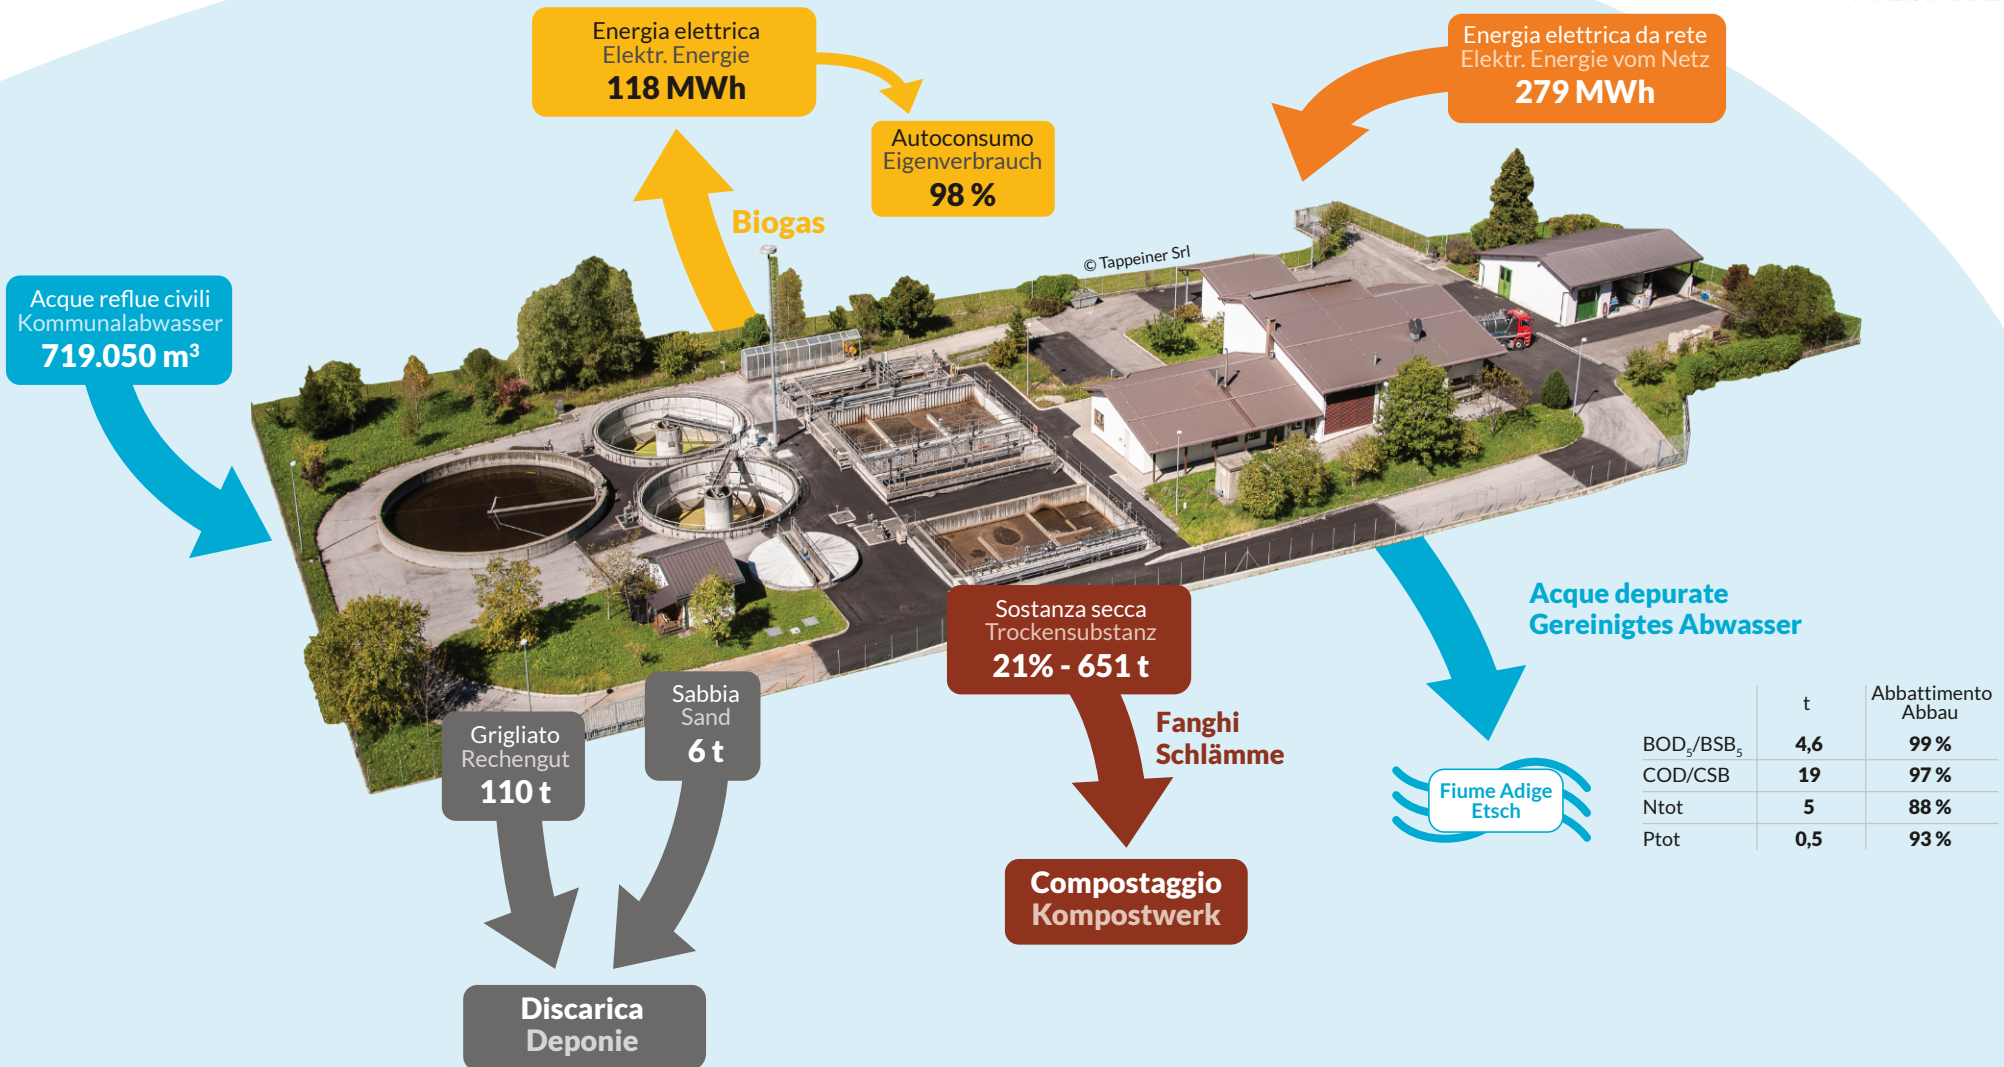 Energia elettrica
Elektr. Energie
118 MWh
Autoconsumo
Eigenverbrauch
98 %
Energia elettrica da rete
Elektr. Energie vom Netz
279 MWh
Biogas
© Tappeiner Srl
Acque reflue civili
Kommunalabwasser
719.050 m³
Sostanza secca
Trockensubstanz
21% - 651 t
Fanghi
Schlämme
Compostaggio
Kompostwerk
Sabbia
Sand
6 t
Grigliato
Rechengut
110 t
Discarica
Deponie
Acque depurate
Gereinigtes Abwasser
Fiume Adige
Etsch
t Abbattimento
Abbau
BOD₅/BSB₅ 4,6 99 %
COD/CSB 19 97 %
Ntot 5 88 %
Ptot 0,5 93 %